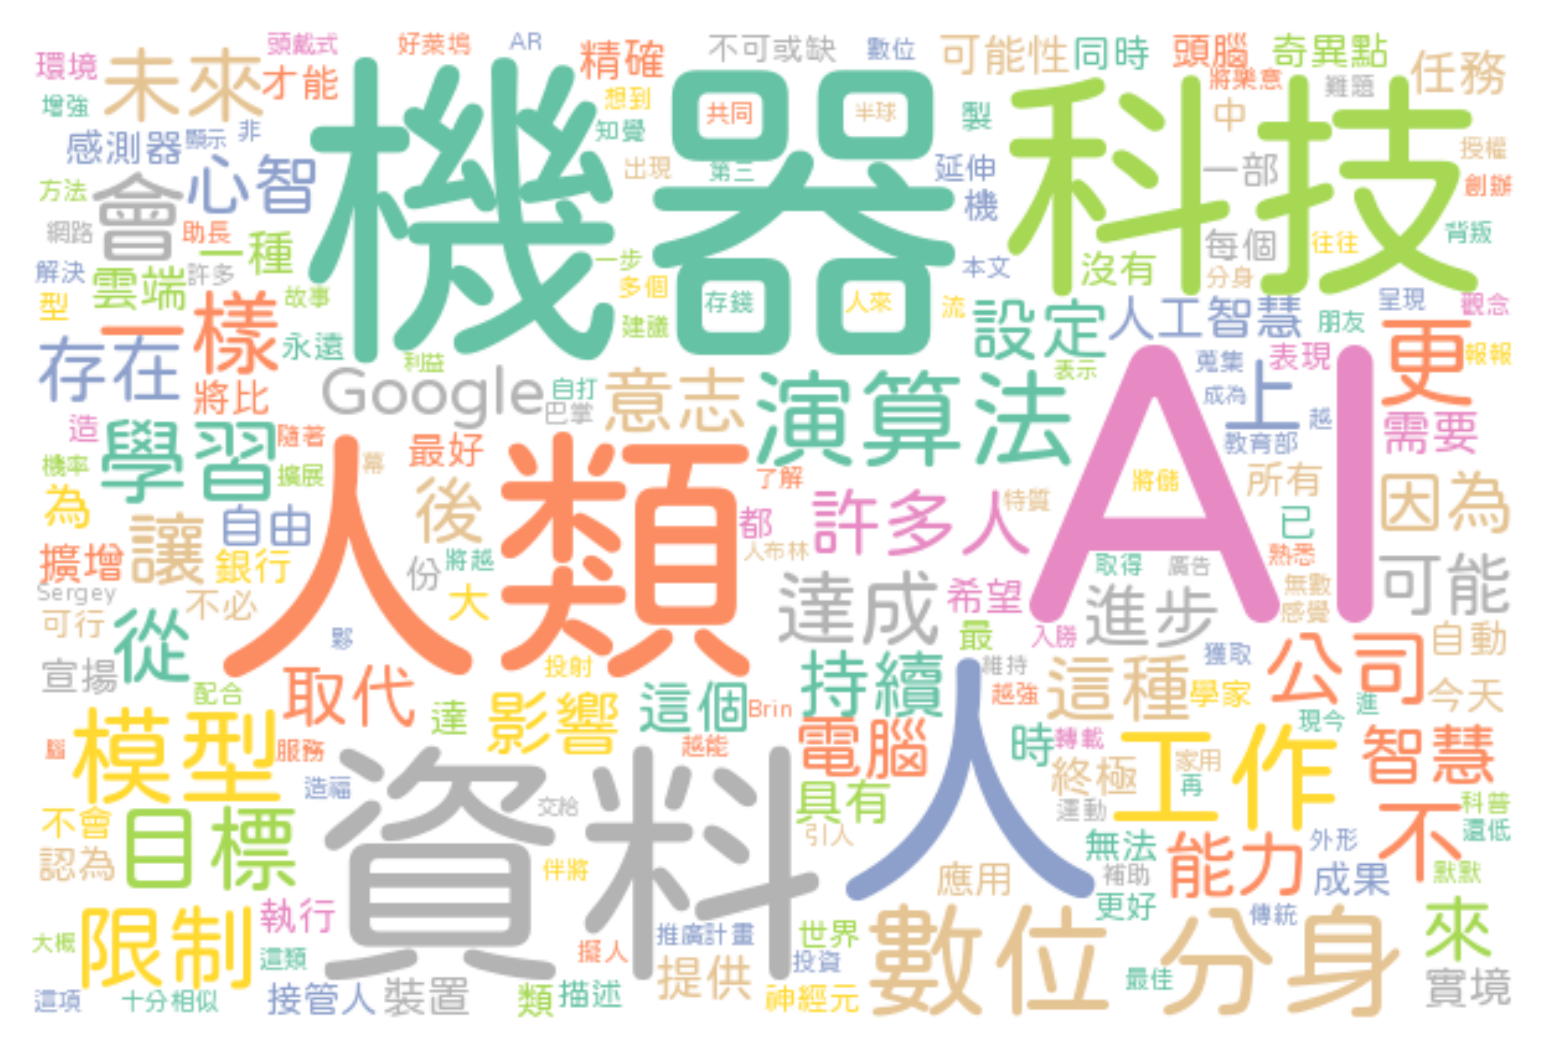 環境
未來
頭戴式
才能
好萊塢
AR
精確
不可或缺
數位
可能性
同時
頭腦
奇異點
任務
將樂意
難題
增強
想到
共同
半球
製
中
感測器
顯示
非
知覺
機器
科技
授權
心智
出現
第三
延伸
一部
創辦
方法
會
機
網路
助長
一種
每個
往往
背叛
解決
許多
一步
本文
沒有
分身
雲端
故事
多個
存錢
人來
流
呈現
觀念
型
樣
建議
設定
人工智慧
朋友
存在
永遠
利益
表示
蒐集
表現
更
報報
將比
Google
自打
巴掌
意志
演算法
AI
成為
上
越
造
學習
隨著
最好
教育部
需要
機率
擴展
幕
人類
了解
將儲
所有
為
讓
自由
後
都
許多人
特質
已
因為
擴增
銀行
份
將越
人布林
取得
廣告
熟悉
可能
Sergey
不必
大
達成
希望
進步
無數
感覺
可行
從
夥
最
入勝
自動
宣揚
配合
取代
投射
持續
維持
這種
獲取
公司
達
影響
這個
Brin
越強
學家
進
今天
模型
腦
服務
越能
電腦
人
時
轉載
現今
智慧
造福
資料
交給
具有
終極
家用
工作
再
不會
目標
引人
運動
不
科普
還低
認為
伴將
應用
無法
補助
能力
外形
成果
默默
限制
執行
更好
傳統
來
大概
這類
擬人
推廣計畫
世界
數位分身
提供
投資
最佳
實境
這項
十分相似
接管人
裝置
類
描述
神經元